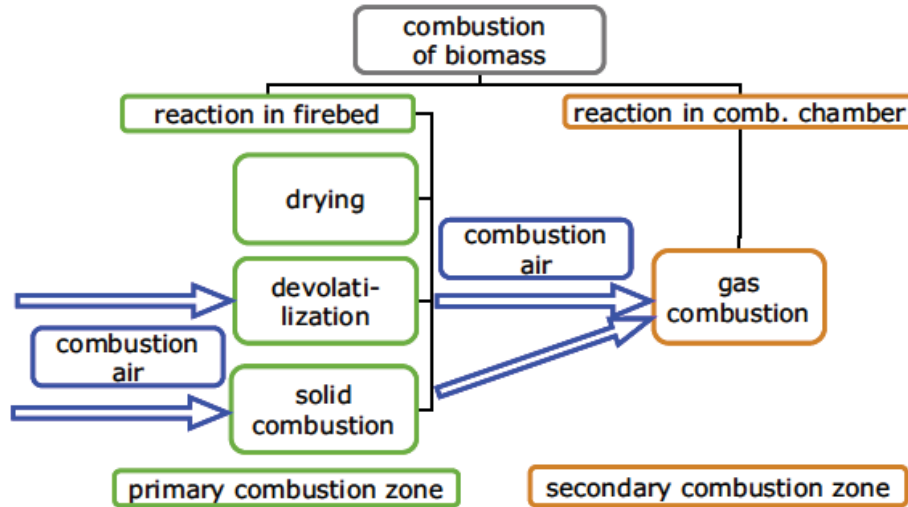 combustion
of biomass
reaction in firebed
reaction in comb. chamber
drying
combustion
air
devolati-
lization
gas
combustion
combustion
air
solid
combustion
primary combustion zone
secondary combustion zone